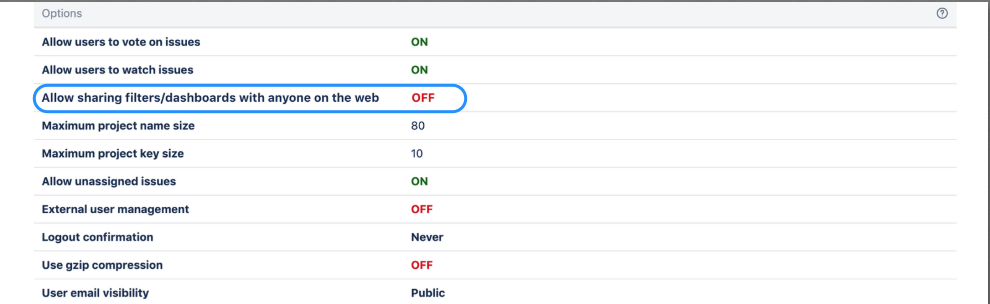 Options
Allow users to vote on issues ON
Allow users to watch issues ON
Allow sharing filters/dashboards with anyone on the web OFF
Maximum project name size 80
Maximum project key size 10
Allow unassigned issues ON
External user management OFF
Logout confirmation Never
Use gzip compression OFF
User email visibility Public